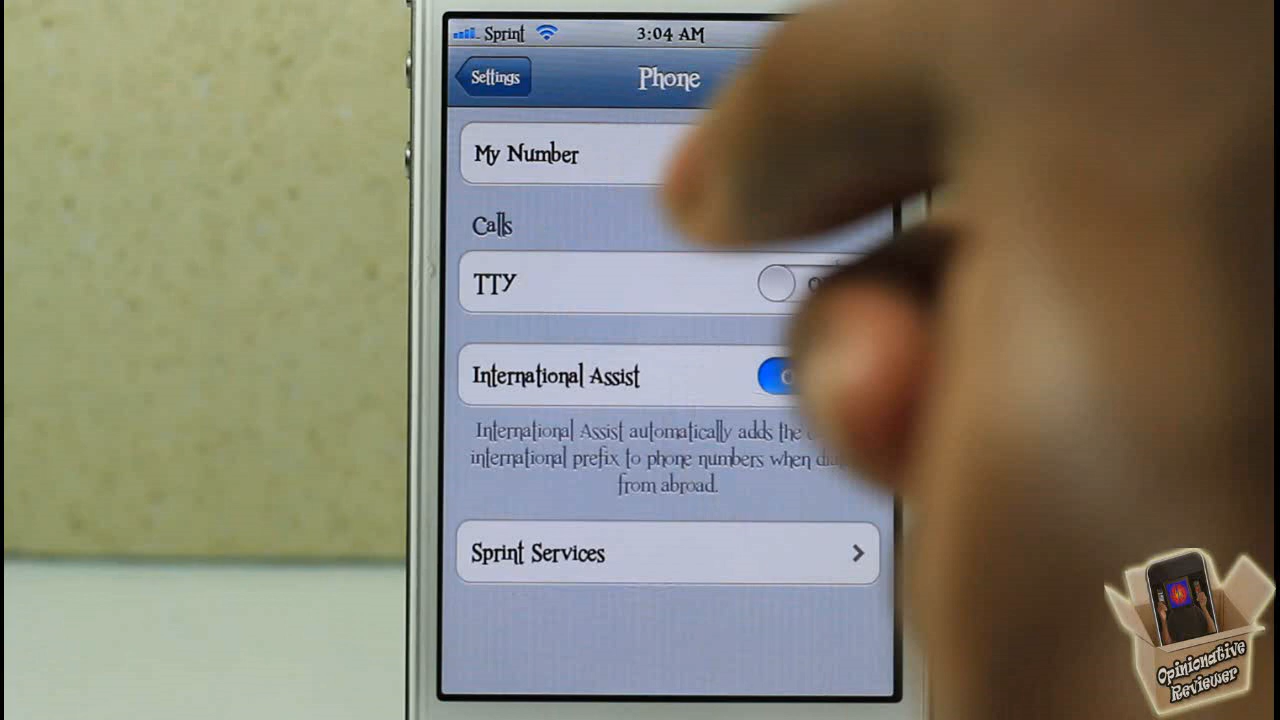 Sprint
3:04 AM
Settings
Phone
My Number
Calls
TTY
International Assist
International Assist automatically adds the
international prefix to phone numbers when
from abroad.
Sprint Services
Opinionative
Reviewer